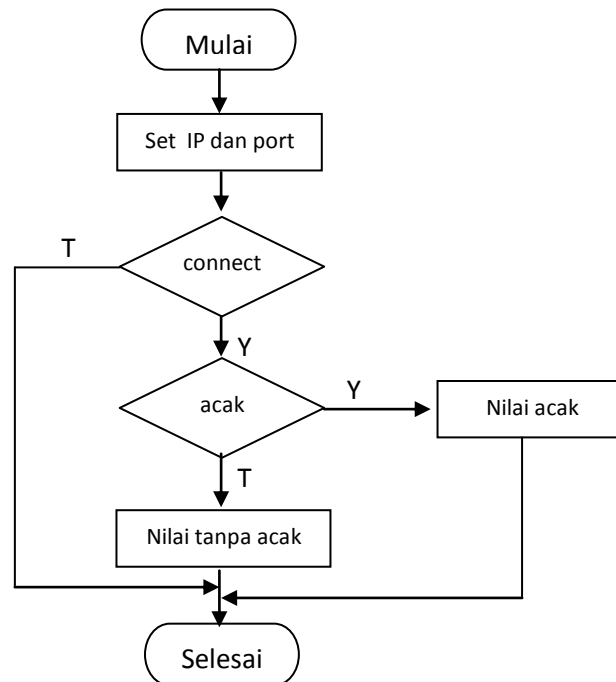 Mulai
Set IP dan port
T
connect
Y
acak
Y
Nilai acak
T
Nilai tanpa acak
Selesai